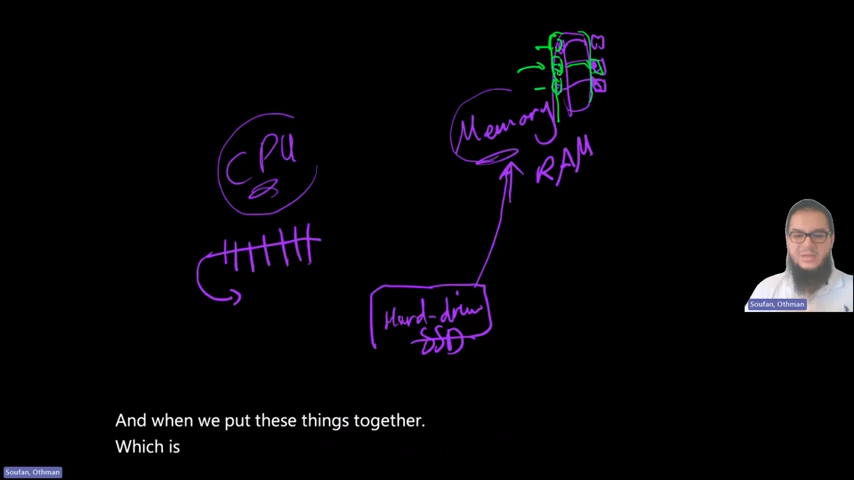 Memory
CPU
RAM
Hard-drive
SSD
Soufan, Othman
And when we put these things together.
Which is
Soufan, Othman